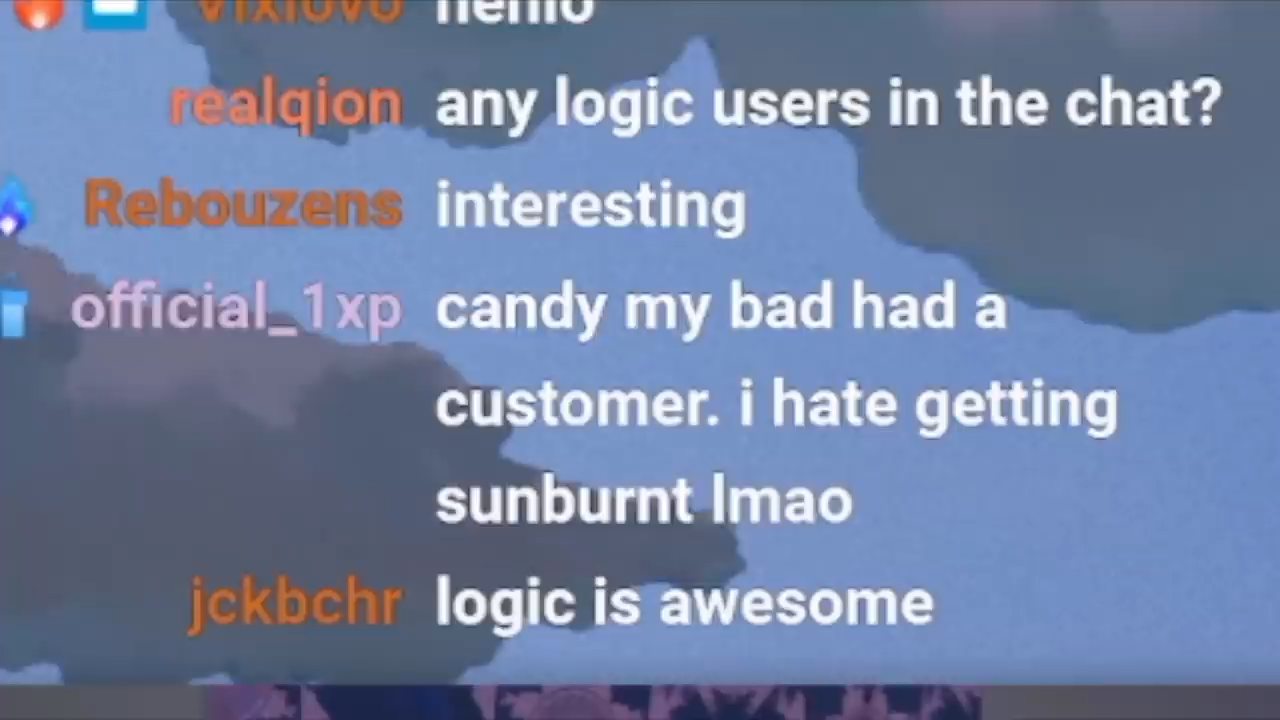 realqion any logic users in the chat?
Rebouzens interesting
official_1xp candy my bad had a
customer. i hate getting
sunburnt lmao
jckbchr logic is awesome